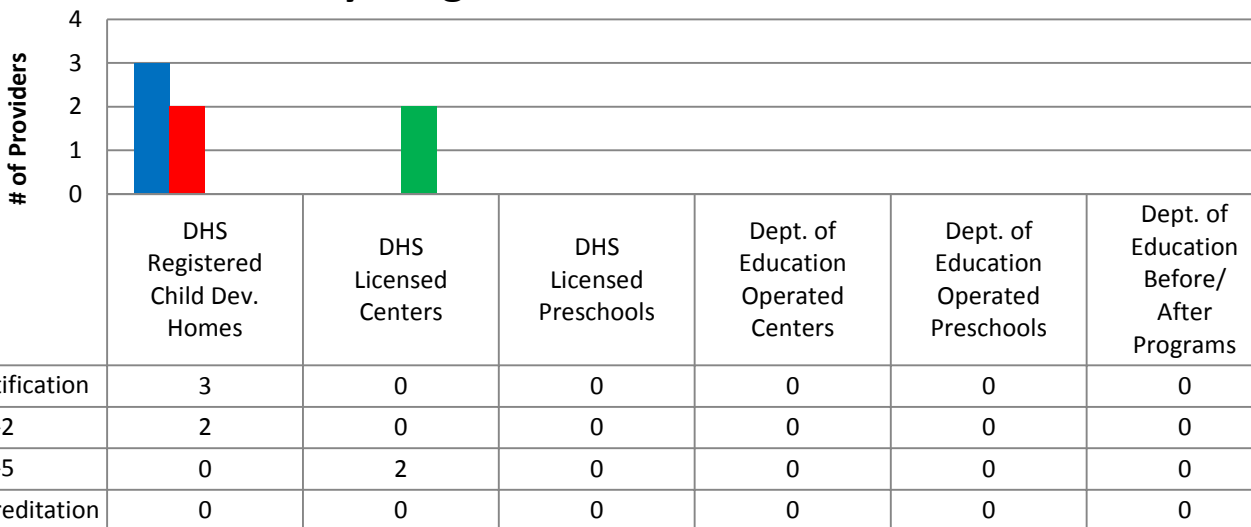 4
3
2
1
0
# of Providers
DHS
Registered
Child Dev.
Homes
DHS
Licensed
Centers
DHS
Licensed
Preschools
Dept. of
Education
Operated
Centers
Dept. of
Education
Operated
Preschools
Dept. of
Education
Before/
After
Programs
tification 3 0 0 0 0 0
2 2 0 0 0 0 0
5 0 2 0 0 0 0
reditation 0 0 0 0 0 0